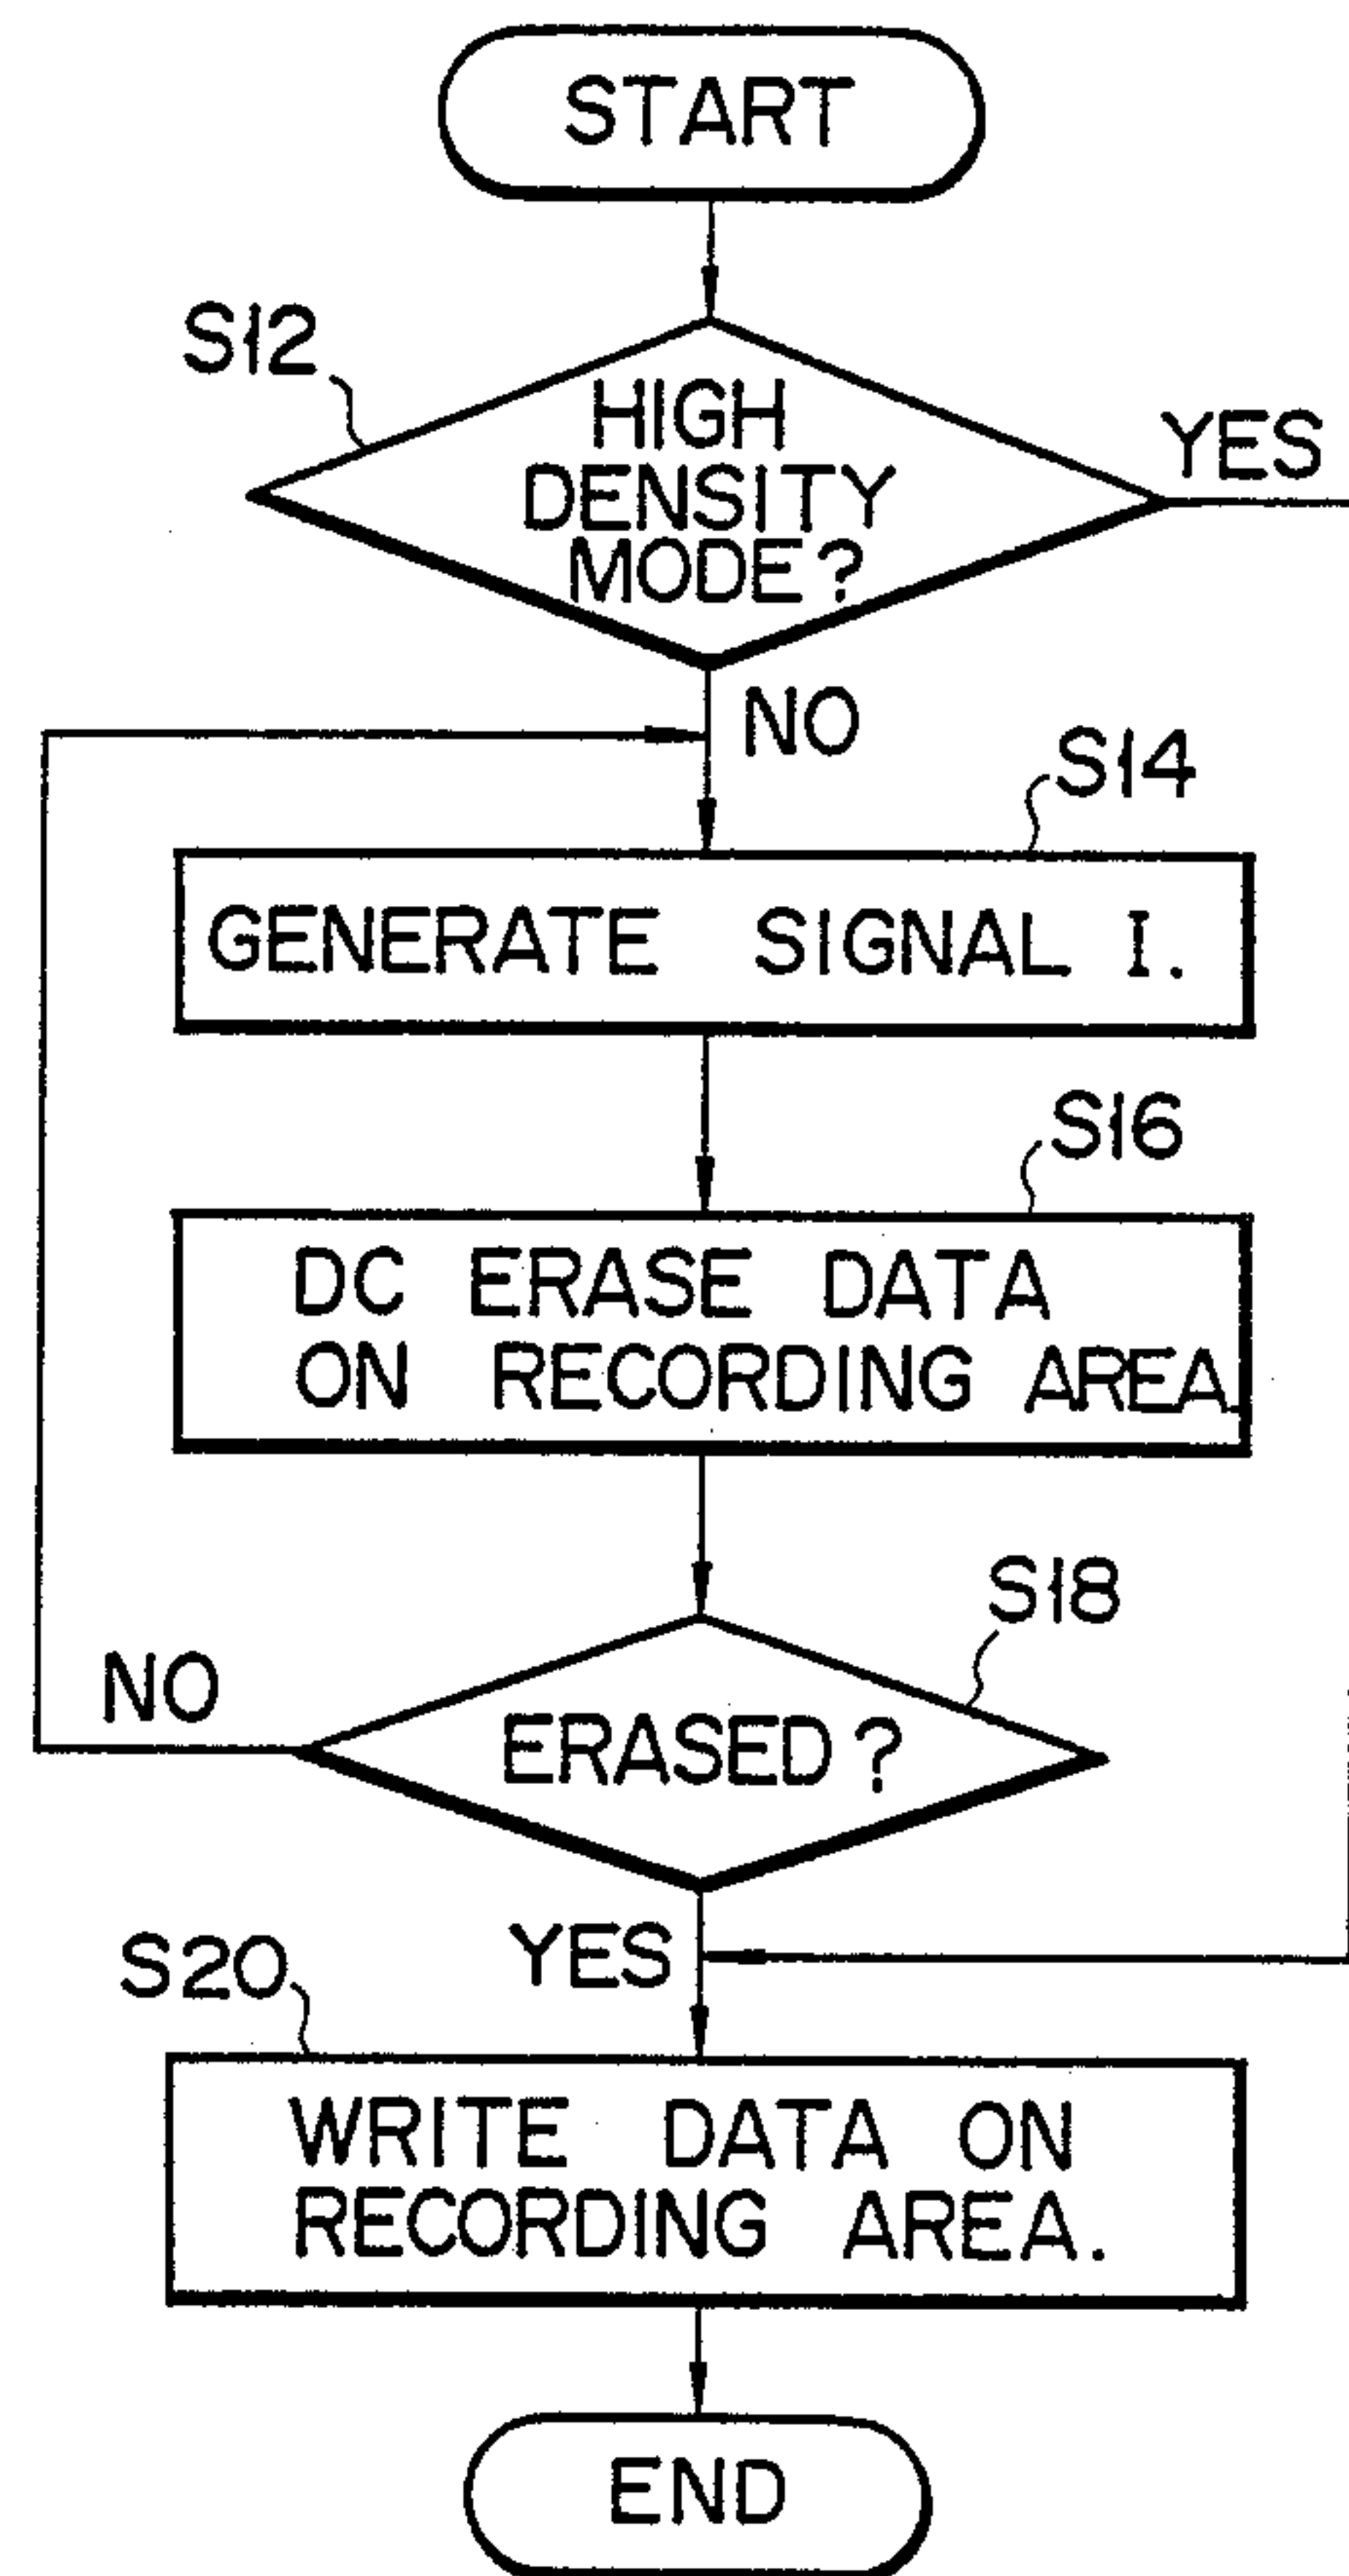 START
S12
HIGH
DENSITY
MODE?
YES
NO
S14
GENERATE SIGNAL I.
S16
DC ERASE DATA
ON RECORDING AREA.
S18
NO
ERASED?
YES
S20
WRITE DATA ON
RECORDING AREA.
END